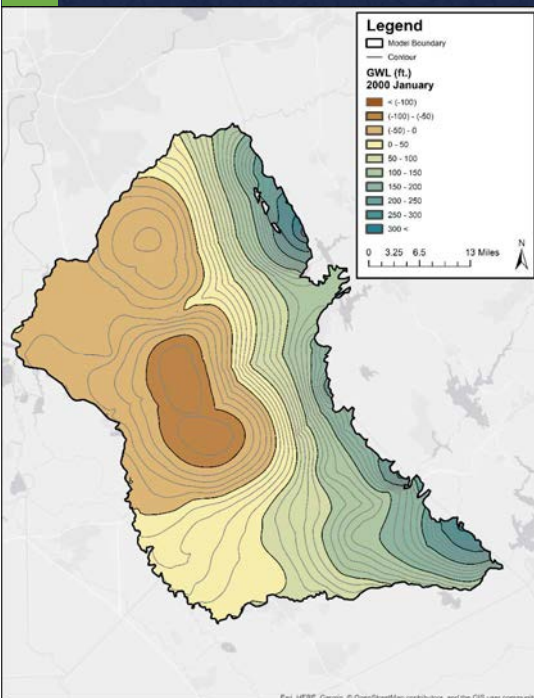 Legend
Model Boundary
Contour
GWL (ft.)
2000 January
< (-100)
(-100) - (-50)
(-50) - 0
0 - 50
50 - 100
100 - 150
150 - 200
200 - 250
250 - 300
300 <
N
0 3.25 6.5 13 Miles